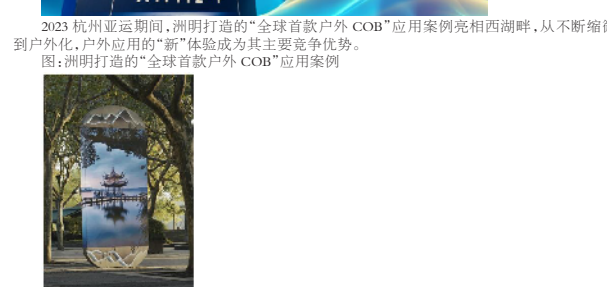 2023 杭州亚运期间,洲明打造的“全球首款户外 COB”应用案例亮相西湖畔,从不断缩
到户外化,户外应用的“新”体验成为其主要竞争优势。
图:洲明打造的“全球首款户外 COB”应用案例